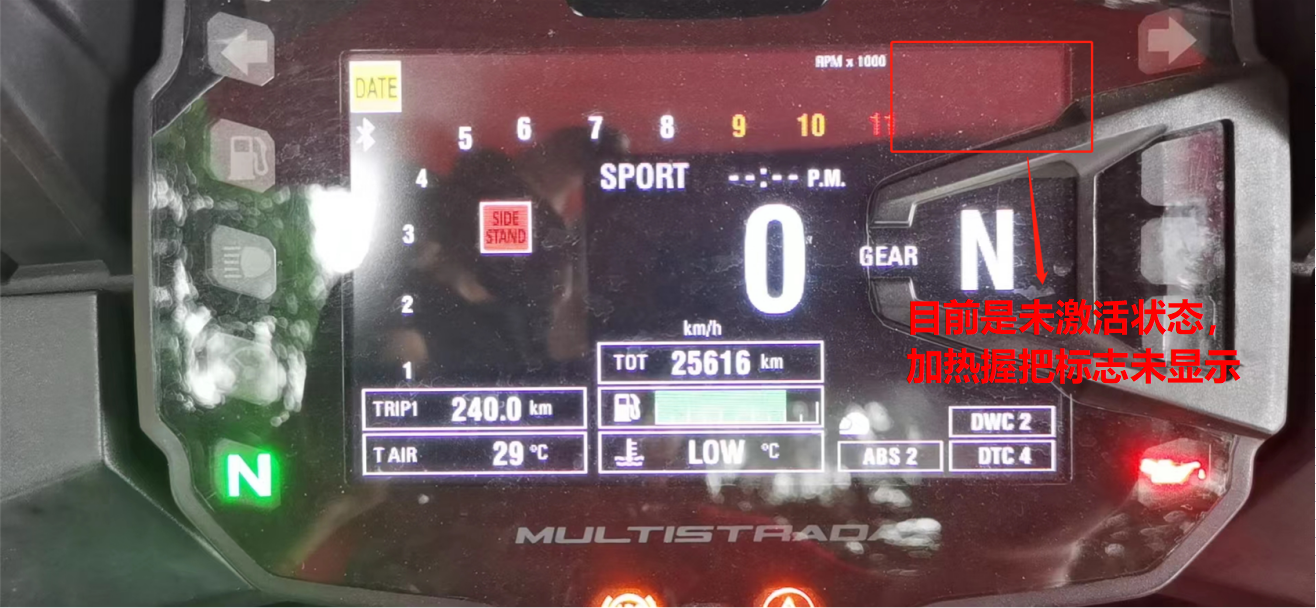 RPM x 1000
DATE
5 6 7 8 9 10 11
4
SPORT --:-- P.M.
SIDE
STAND
3
0
GEAR N
2
目前是未激活状态，
km/h
加热握把标志未显示
1
TOT 25616 km
TRIP1 240.0 km
DWC 2
T AIR 29 °C
LOW °C
ABS 2
DTC 4
N
MULTISTRADA